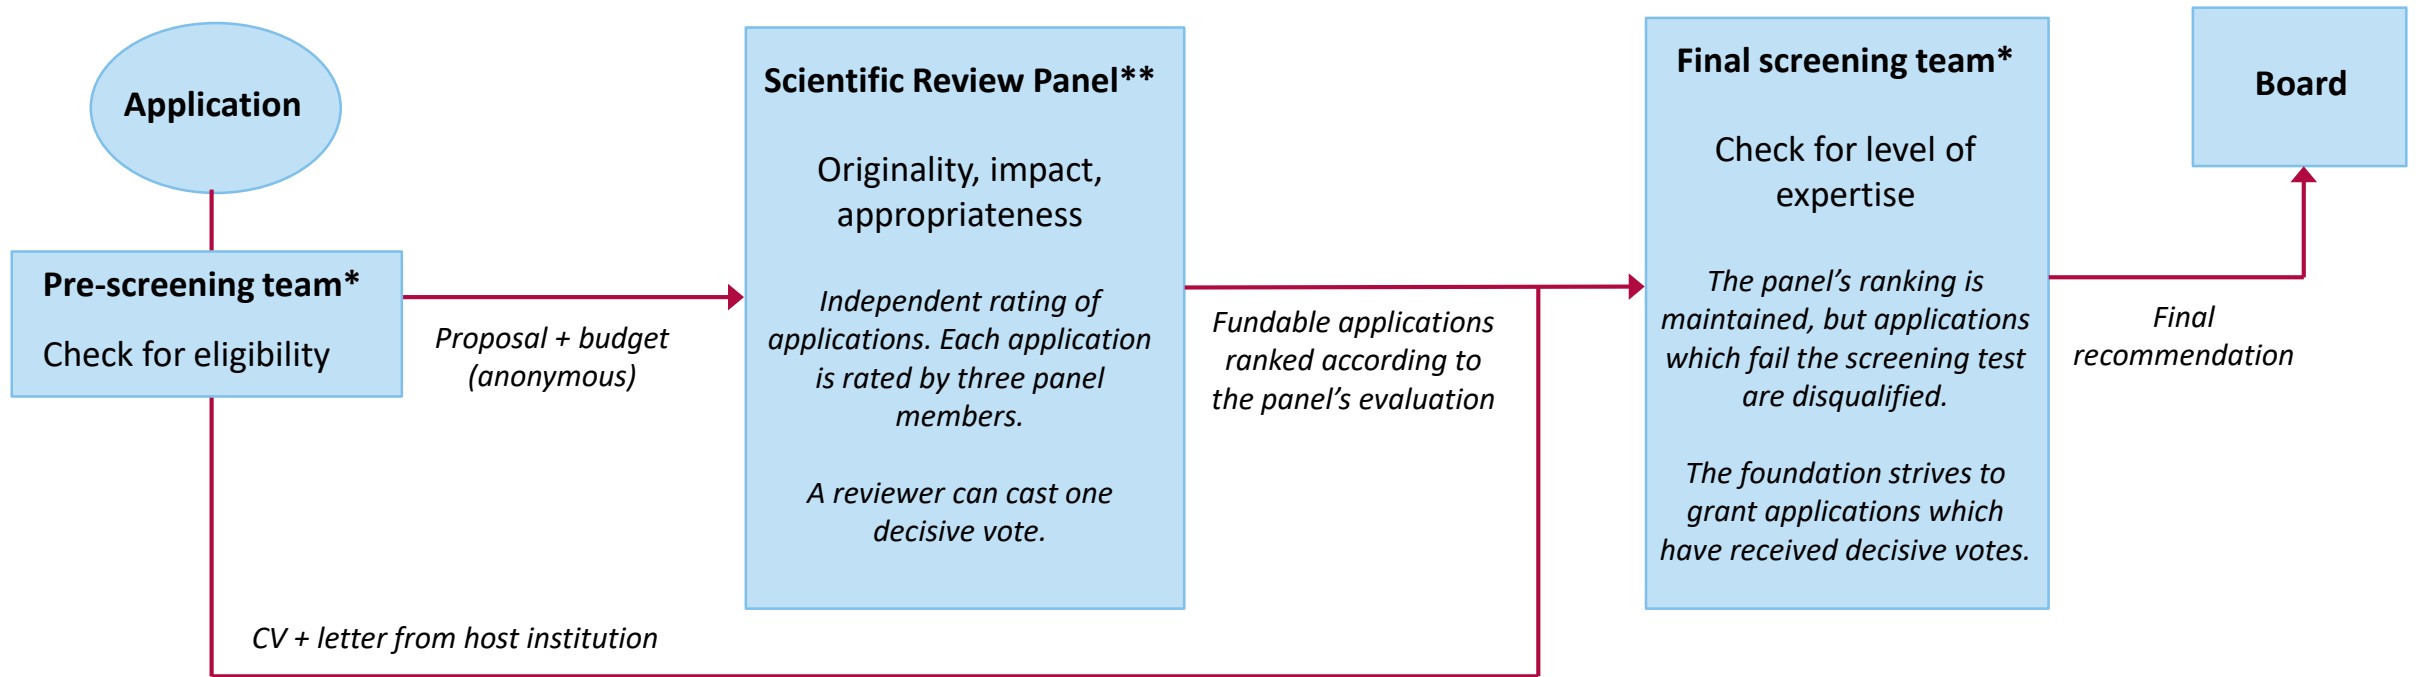 Application
Pre-screening team*
Check for eligibility
Proposal + budget
(anonymous)
CV + letter from host institution
Scientific Review Panel**
Originality, impact,
appropriateness
Independent rating of
applications. Each application
is rated by three panel
members.
A reviewer can cast one
decisive vote.
Fundable applications
ranked according to
the panel’s evaluation
Final screening team*
Check for level of
expertise
The panel’s ranking is
maintained, but applications
which fail the screening test
are disqualified.
The foundation strives to
grant applications which
have received decisive votes.
Final
recommendation
Board